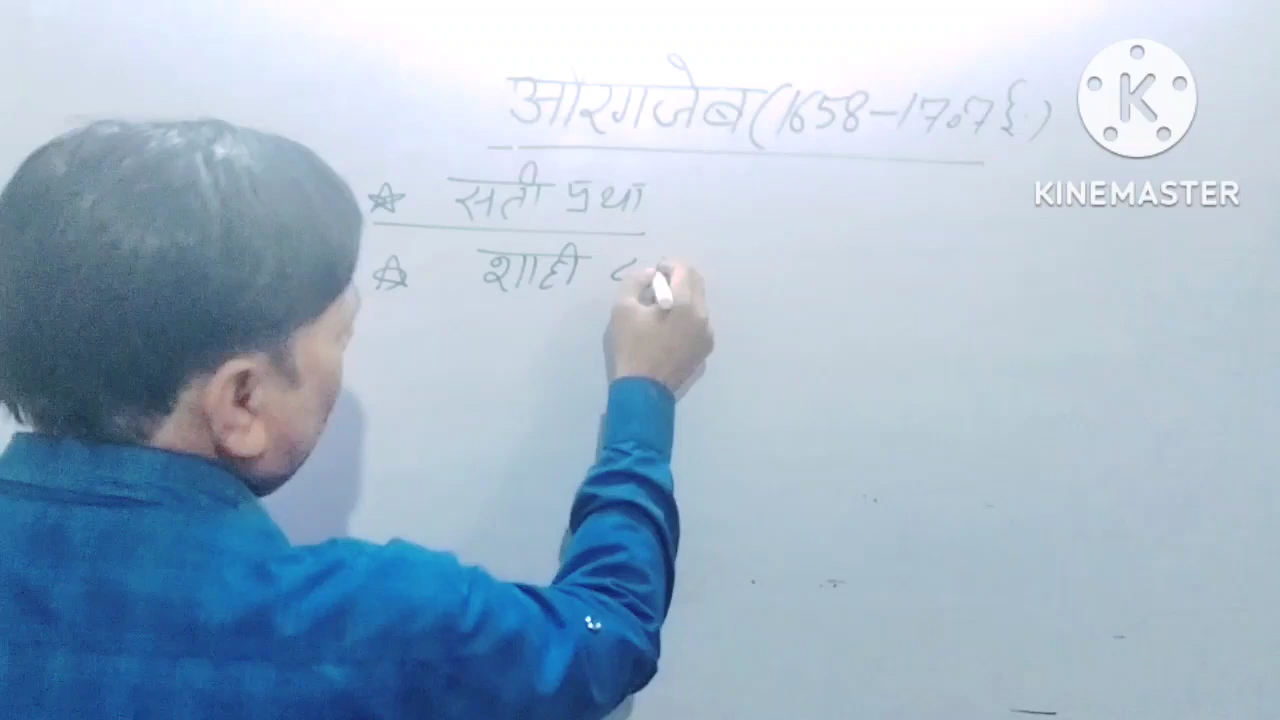 औरंगजेब (1658-1707 ई.)
सती प्रथा
शाही
KINEMASTER